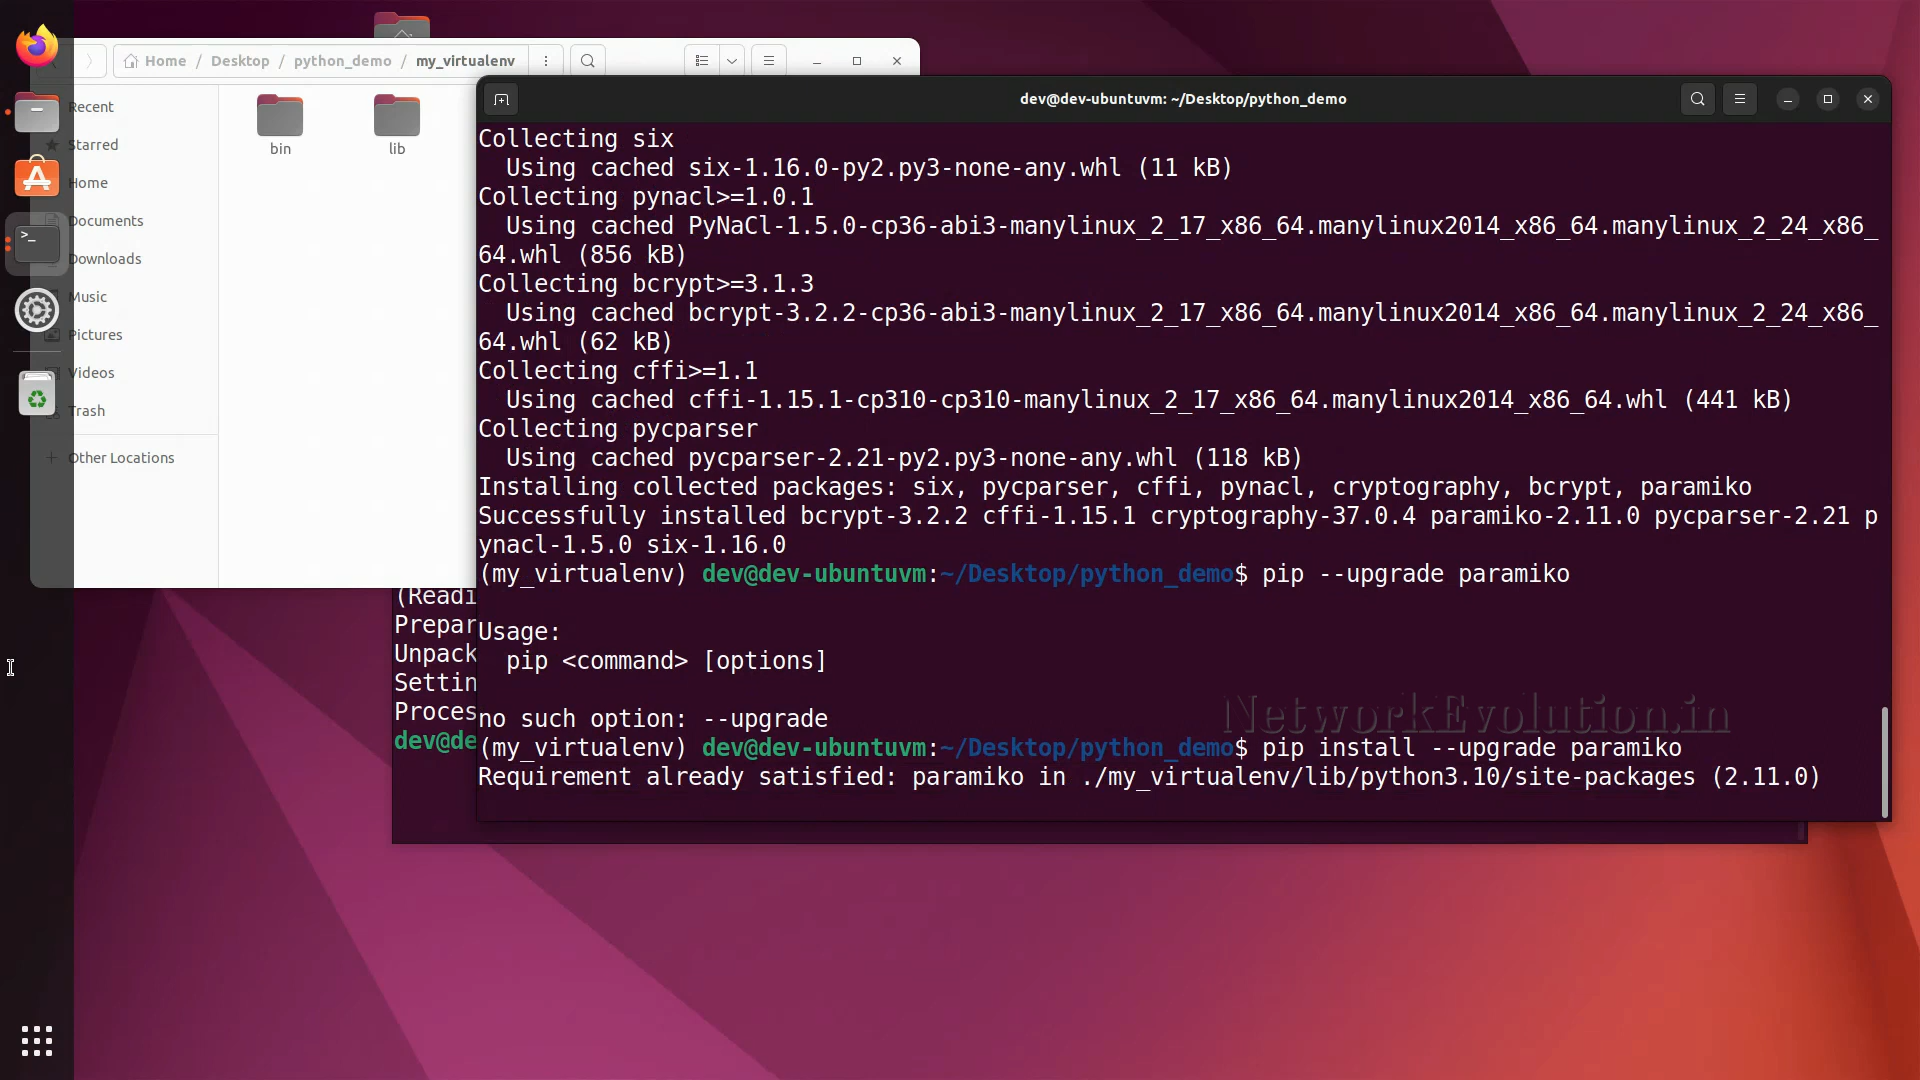 Home / Desktop / python_demo / my_virtualenv
Recent
Starred
Home
Documents
Downloads
Music
Pictures
Videos
Trash
+ Other Locations
bin
lib
dev@dev-ubuntuvm: ~/Desktop/python_demo
Collecting six
Using cached six-1.16.0-py2.py3-none-any.whl (11 kB)
Collecting pynacl>=1.0.1
Using cached PyNaCl-1.5.0-cp36-abi3-manylinux_2_17_x86_64.manylinux2014_x86_64.manylinux_2_24_x86_
64.whl (856 kB)
Collecting bcrypt>=3.1.3
Using cached bcrypt-3.2.2-cp36-abi3-manylinux_2_17_x86_64.manylinux2014_x86_64.manylinux_2_24_x86_
64.whl (62 kB)
Collecting cffi>=1.1
Using cached cffi-1.15.1-cp310-cp310-manylinux_2_17_x86_64.manylinux2014_x86_64.whl (441 kB)
Collecting pycparser
Using cached pycparser-2.21-py2.py3-none-any.whl (118 kB)
Installing collected packages: six, pycparser, cffi, pynacl, cryptography, bcrypt, paramiko
Successfully installed bcrypt-3.2.2 cffi-1.15.1 cryptography-37.0.4 paramiko-2.11.0 pycparser-2.21 p
ynacl-1.5.0 six-1.16.0
(my_virtualenv) dev@dev-ubuntuvm:~/Desktop/python_demo$ pip --upgrade paramiko
Usage:
pip <command> [options]
no such option: --upgrade
(my_virtualenv) dev@dev-ubuntuvm:~/Desktop/python_demo$ pip install --upgrade paramiko
Requirement already satisfied: paramiko in ./my_virtualenv/lib/python3.10/site-packages (2.11.0)
(Readi
Prepar
Unpack
Settin
Proces
dev@de
NetworkEvolution.in